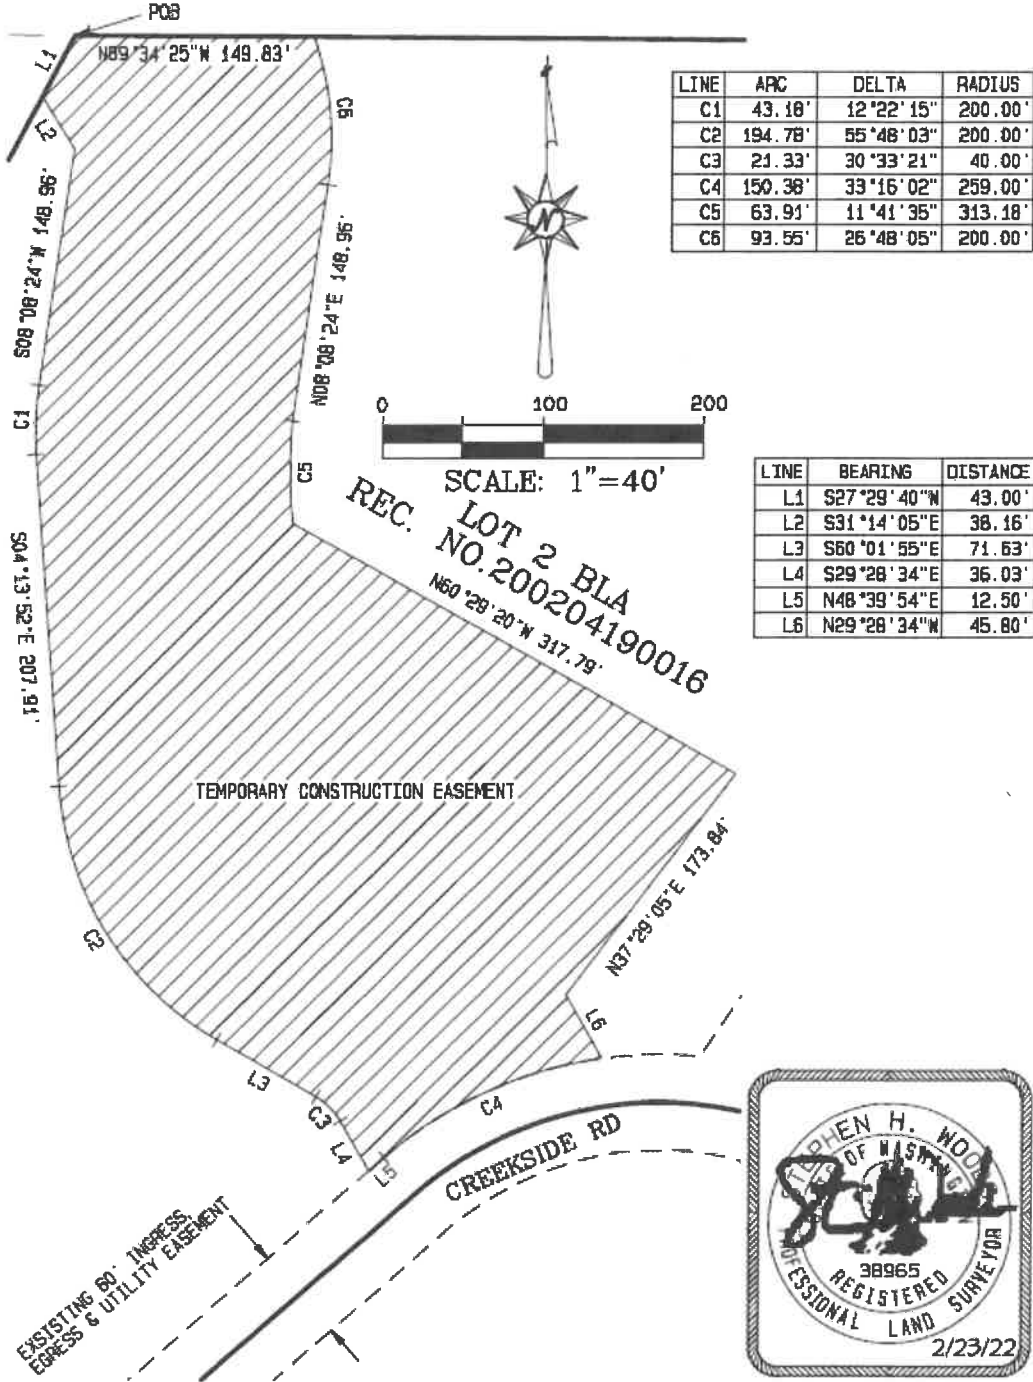 POB
N89°34'25"W 149.83'
L1
L2
C6
S08°08'24"W 148.96'
N08°08'24"E 148.96'
C1
C5
S04°13'52"E 207.91'
LINE ARC DELTA RADIUS
C1 43.18' 12°22'15" 200.00'
C2 194.78' 55°48'03" 200.00'
C3 21.33' 30°33'21" 40.00'
C4 150.38' 33°16'02" 259.00'
C5 63.91' 11°41'35" 313.18'
C6 93.55' 26°48'05" 200.00'
N
0 100 200
SCALE: 1"=40'
LINE BEARING DISTANCE
L1 S27°29'40"W 43.00'
L2 S31°14'05"E 38.16'
L3 S60°01'55"E 71.63'
L4 S29°28'34"E 36.03'
L5 N48°39'54"E 12.50'
L6 N29°28'34"W 45.80'
LOT 2 BLA
REC. NO.200204190016
N60°29'20"W 317.79'
TEMPORARY CONSTRUCTION EASEMENT
N37°29'05"E 173.84'
C2
L6
L3
C3
C4
L4
L5
CREEKSIDE RD
EXSISTING 60' INGRESS,
EGRESS & UTILITY EASEMENT
STEPHEN H. WOOD
OF WASHING
38965
REGISTERED
PROFESSIONAL LAND SURVEYOR
2/23/22